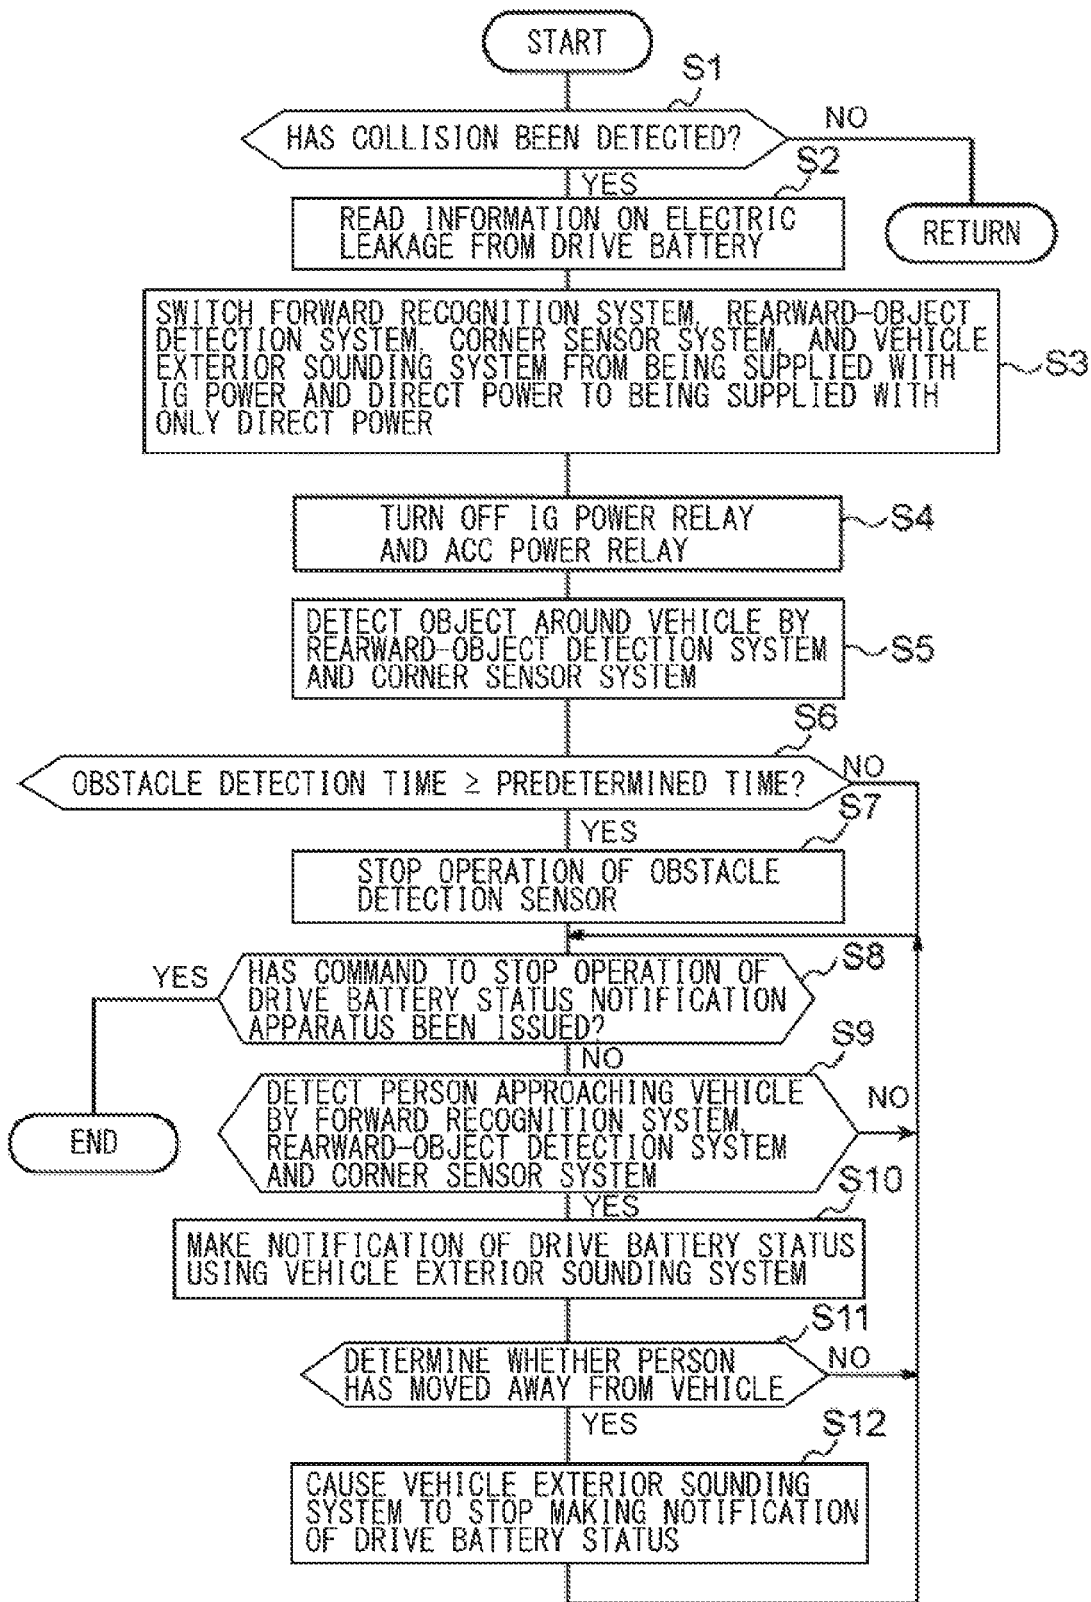 START
S1
HAS COLLISION BEEN DETECTED?
NO
YES
S2
READ INFORMATION ON ELECTRIC
LEAKAGE FROM DRIVE BATTERY
RETURN
SWITCH FORWARD RECOGNITION SYSTEM, REARWARD-OBJECT
DETECTION SYSTEM, CORNER SENSOR SYSTEM, AND VEHICLE
EXTERIOR SOUNDING SYSTEM FROM BEING SUPPLIED WITH
IG POWER AND DIRECT POWER TO BEING SUPPLIED WITH
ONLY DIRECT POWER
S3
TURN OFF IG POWER RELAY
AND ACC POWER RELAY
S4
DETECT OBJECT AROUND VEHICLE BY
REARWARD-OBJECT DETECTION SYSTEM
AND CORNER SENSOR SYSTEM
S5
S6
OBSTACLE DETECTION TIME ≥ PREDETERMINED TIME?
NO
YES
S7
STOP OPERATION OF OBSTACLE
DETECTION SENSOR
S8
YES
HAS COMMAND TO STOP OPERATION OF
DRIVE BATTERY STATUS NOTIFICATION
APPARATUS BEEN ISSUED?
NO
S9
END
DETECT PERSON APPROACHING VEHICLE
BY FORWARD RECOGNITION SYSTEM,
REARWARD-OBJECT DETECTION SYSTEM
AND CORNER SENSOR SYSTEM
NO
YES
S10
MAKE NOTIFICATION OF DRIVE BATTERY STATUS
USING VEHICLE EXTERIOR SOUNDING SYSTEM
S11
DETERMINE WHETHER PERSON
HAS MOVED AWAY FROM VEHICLE
NO
YES
S12
CAUSE VEHICLE EXTERIOR SOUNDING
SYSTEM TO STOP MAKING NOTIFICATION
OF DRIVE BATTERY STATUS